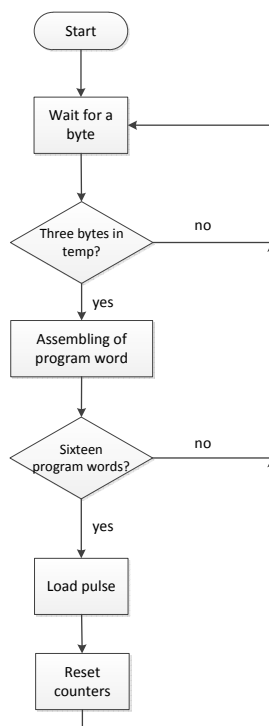 Start
Wait for a
byte
Three bytes in
temp?
no
yes
Assembling of
program word
Sixteen
program words?
no
yes
Load pulse
Reset
counters